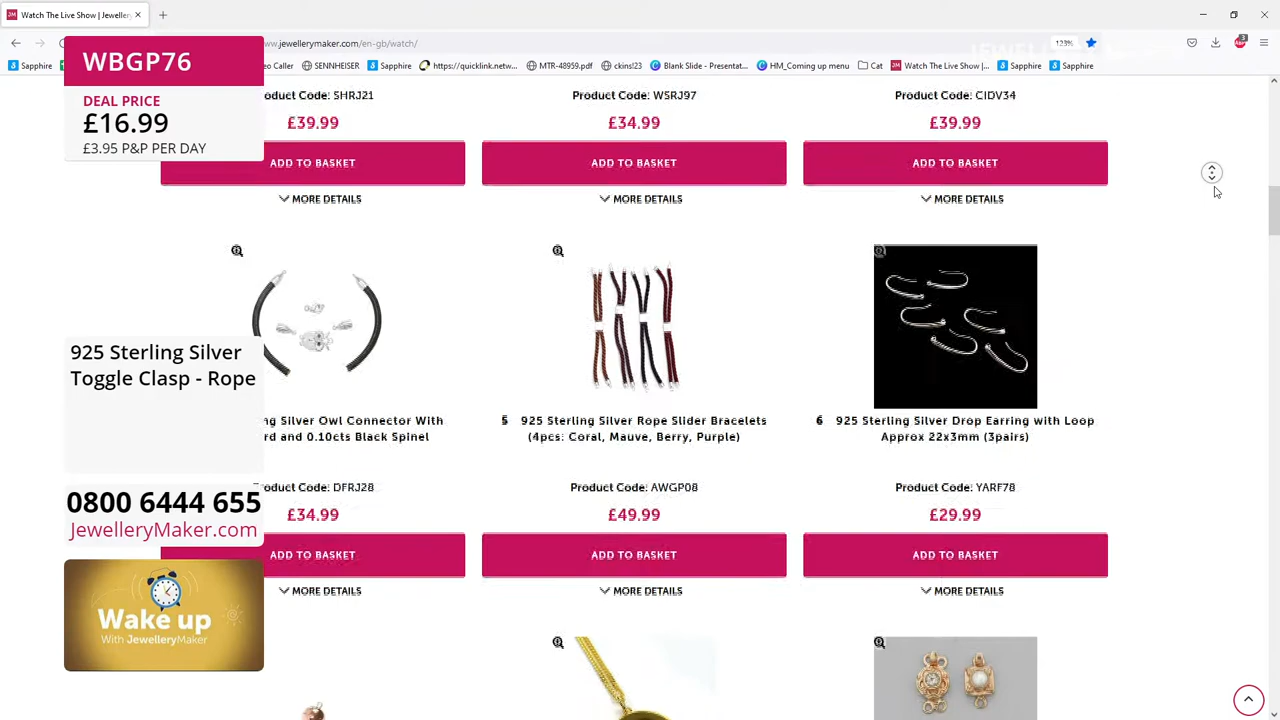 Watch The Live Show | Jewellery
ww.jewellerymaker.com/en-gb/watch/
123%
3
Sapphire
eo Caller
SENNHEISER
Sapphire
https://quicklink.netw...
MTR-48959.pdf
ckins!23
Blank Slide - Presentat...
HM_Coming up menu
Cat
Watch The Live Show |...
Sapphire
Sapphire
WBGP76
DEAL PRICE
£16.99
£3.95 P&P PER DAY
oduct Code: SHRJ21
£39.99
ADD TO BASKET
MORE DETAILS
Product Code: WSRJ97
£34.99
ADD TO BASKET
MORE DETAILS
Product Code: CIDV34
£39.99
ADD TO BASKET
MORE DETAILS
925 Sterling Silver
Toggle Clasp - Rope
ng Silver Owl Connector With
rd and 0.10cts Black Spinel
oduct Code: DFRJ28
£34.99
ADD TO BASKET
MORE DETAILS
5 925 Sterling Silver Rope Slider Bracelets
(4pcs: Coral, Mauve, Berry, Purple)
Product Code: AWGP08
£49.99
ADD TO BASKET
MORE DETAILS
6 925 Sterling Silver Drop Earring with Loop
Approx 22x3mm (3pairs)
Product Code: YARF78
£29.99
ADD TO BASKET
MORE DETAILS
0800 6444 655
JewelleryMaker.com
Wake up
With JewelleryMaker